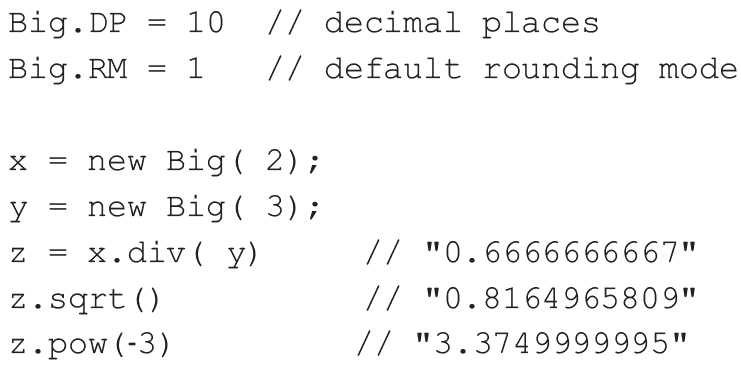 Big.DP = 10  // decimal places
Big.RM = 1   // default rounding mode
x = new Big( 2);
y = new Big( 3);
z = x.div( y)     // "0.6666666667"
z.sqrt()          // "0.8164965809"
z.pow(-3)         // "3.3749999995"